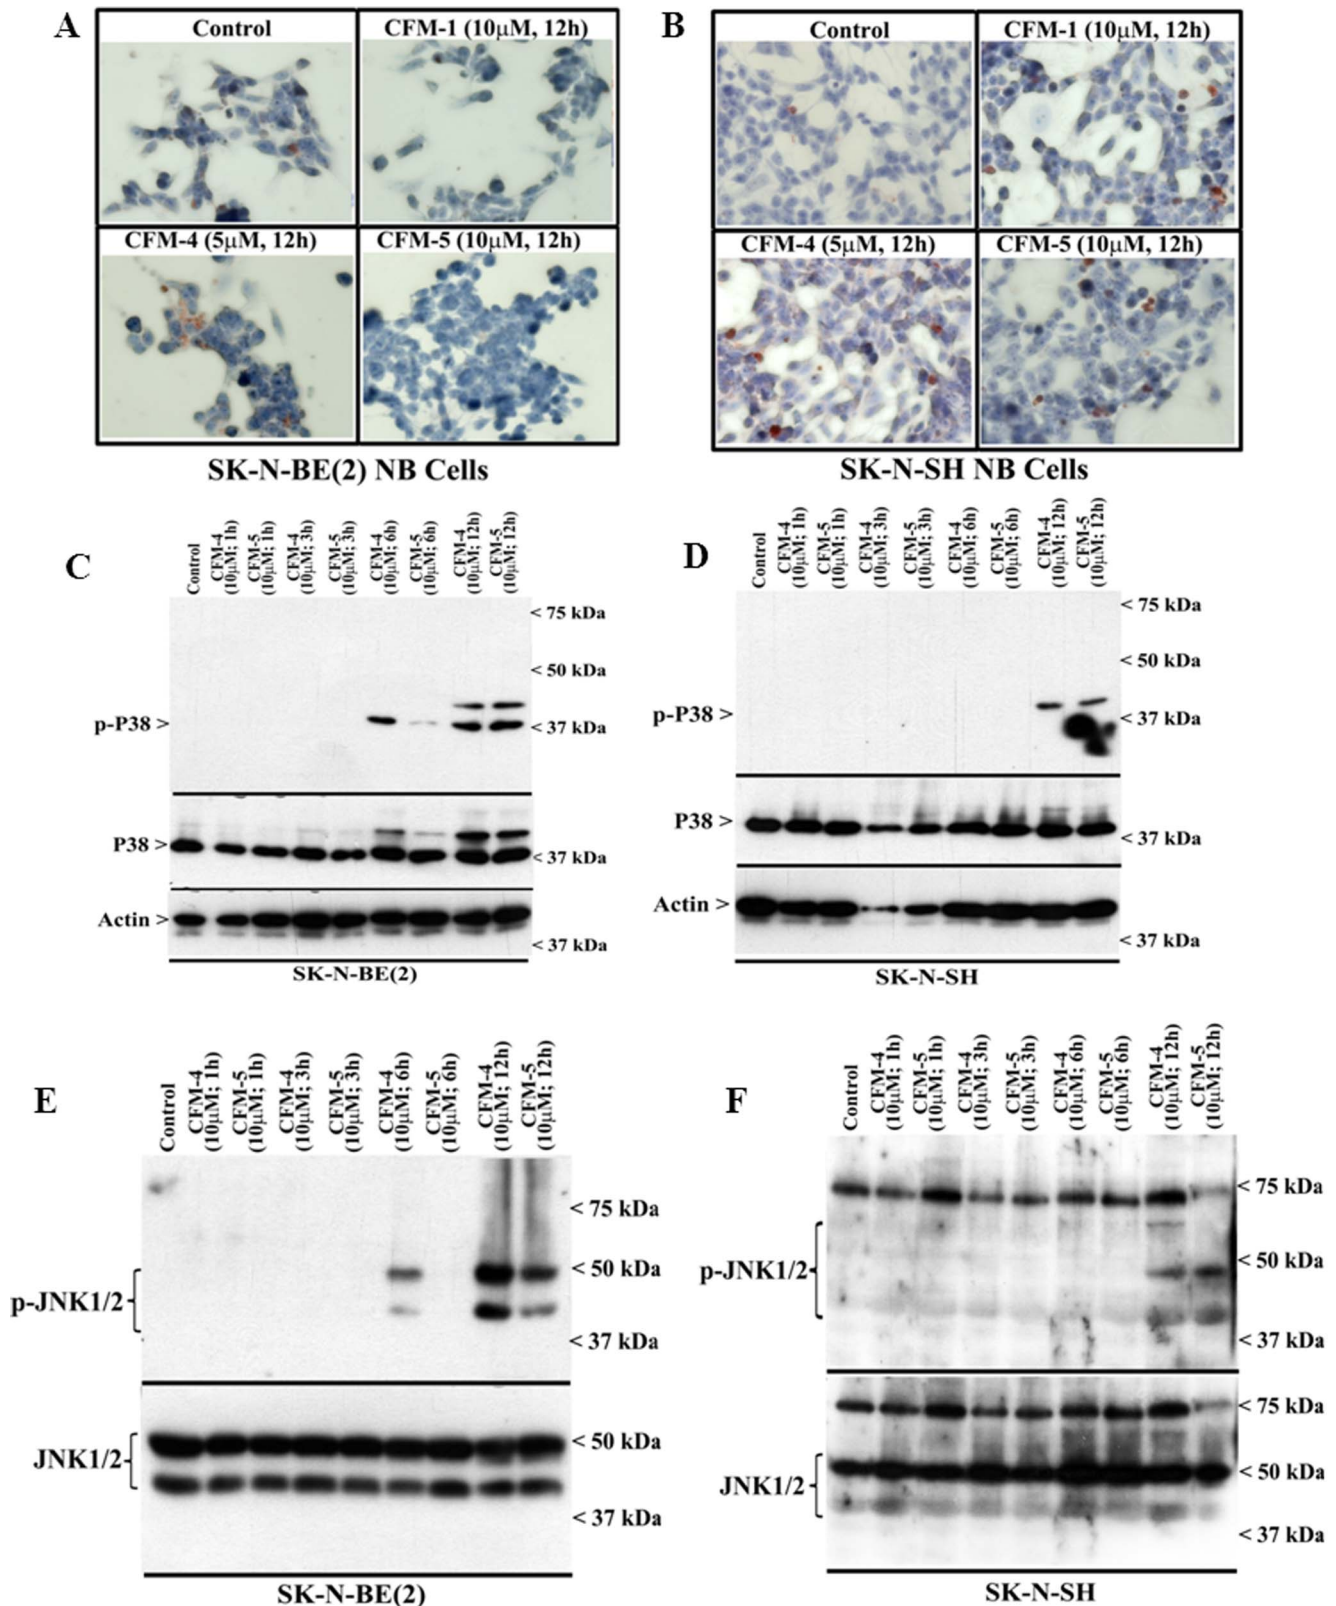 A
Control
CFM-1 (10μM, 12h)
CFM-4 (5μM, 12h)
CFM-5 (10μM, 12h)
SK-N-BE(2) NB Cells
B
Control
CFM-1 (10μM, 12h)
CFM-4 (5μM, 12h)
CFM-5 (10μM, 12h)
SK-N-SH NB Cells
C
Control
CFM-4
(10μM; 1h)
CFM-5
(10μM; 1h)
CFM-4
(10μM; 3h)
CFM-5
(10μM; 3h)
CFM-4
(10μM; 6h)
CFM-5
(10μM; 6h)
CFM-4
(10μM; 12h)
CFM-5
(10μM; 12h)
< 75 kDa
< 50 kDa
p-P38 >
< 37 kDa
P38 >
< 37 kDa
Actin >
< 37 kDa
SK-N-BE(2)
D
Control
CFM-4
(10μM; 1h)
CFM-5
(10μM; 1h)
CFM-4
(10μM; 3h)
CFM-5
(10μM; 3h)
CFM-4
(10μM; 6h)
CFM-5
(10μM; 6h)
CFM-4
(10μM; 12h)
CFM-5
(10μM; 12h)
< 75 kDa
< 50 kDa
p-P38 >
< 37 kDa
P38 >
< 37 kDa
Actin >
< 37 kDa
SK-N-SH
E
Control
CFM-4
(10μM; 1h)
CFM-5
(10μM; 1h)
CFM-4
(10μM; 3h)
CFM-5
(10μM; 3h)
CFM-4
(10μM; 6h)
CFM-5
(10μM; 6h)
CFM-4
(10μM; 12h)
CFM-5
(10μM; 12h)
< 75 kDa
< 50 kDa
p-JNK1/2
< 37 kDa
< 50 kDa
JNK1/2
< 37 kDa
SK-N-BE(2)
F
Control
CFM-4
(10μM; 1h)
CFM-5
(10μM; 1h)
CFM-4
(10μM; 3h)
CFM-5
(10μM; 3h)
CFM-4
(10μM; 6h)
CFM-5
(10μM; 6h)
CFM-4
(10μM; 12h)
CFM-5
(10μM; 12h)
< 75 kDa
< 50 kDa
p-JNK1/2
< 37 kDa
< 75 kDa
< 50 kDa
JNK1/2
< 37 kDa
SK-N-SH